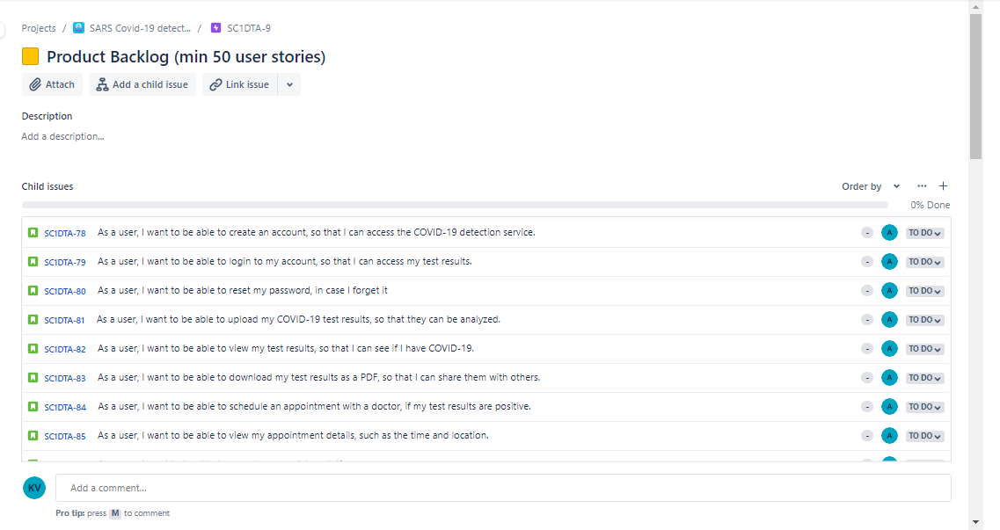 Projects / SARS Covid-19 detect... / SC1DTA-9
Product Backlog (min 50 user stories)
Attach Add a child issue Link issue
Description
Add a description...
Child issues Order by
0% Done
SC1DTA-78 As a user, I want to be able to create an account, so that I can access the COVID-19 detection service. - A TO DO
SC1DTA-79 As a user, I want to be able to login to my account, so that I can access my test results. - A TO DO
SC1DTA-80 As a user, I want to be able to reset my password, in case I forget it - A TO DO
SC1DTA-81 As a user, I want to be able to upload my COVID-19 test results, so that they can be analyzed. - A TO DO
SC1DTA-82 As a user, I want to be able to view my test results, so that I can see if I have COVID-19. - A TO DO
SC1DTA-83 As a user, I want to be able to download my test results as a PDF, so that I can share them with others. - A TO DO
SC1DTA-84 As a user, I want to be able to schedule an appointment with a doctor, if my test results are positive. - A TO DO
SC1DTA-85 As a user, I want to be able to view my appointment details, such as the time and location. - A TO DO
KV Add a comment...
Pro tip: press M to comment